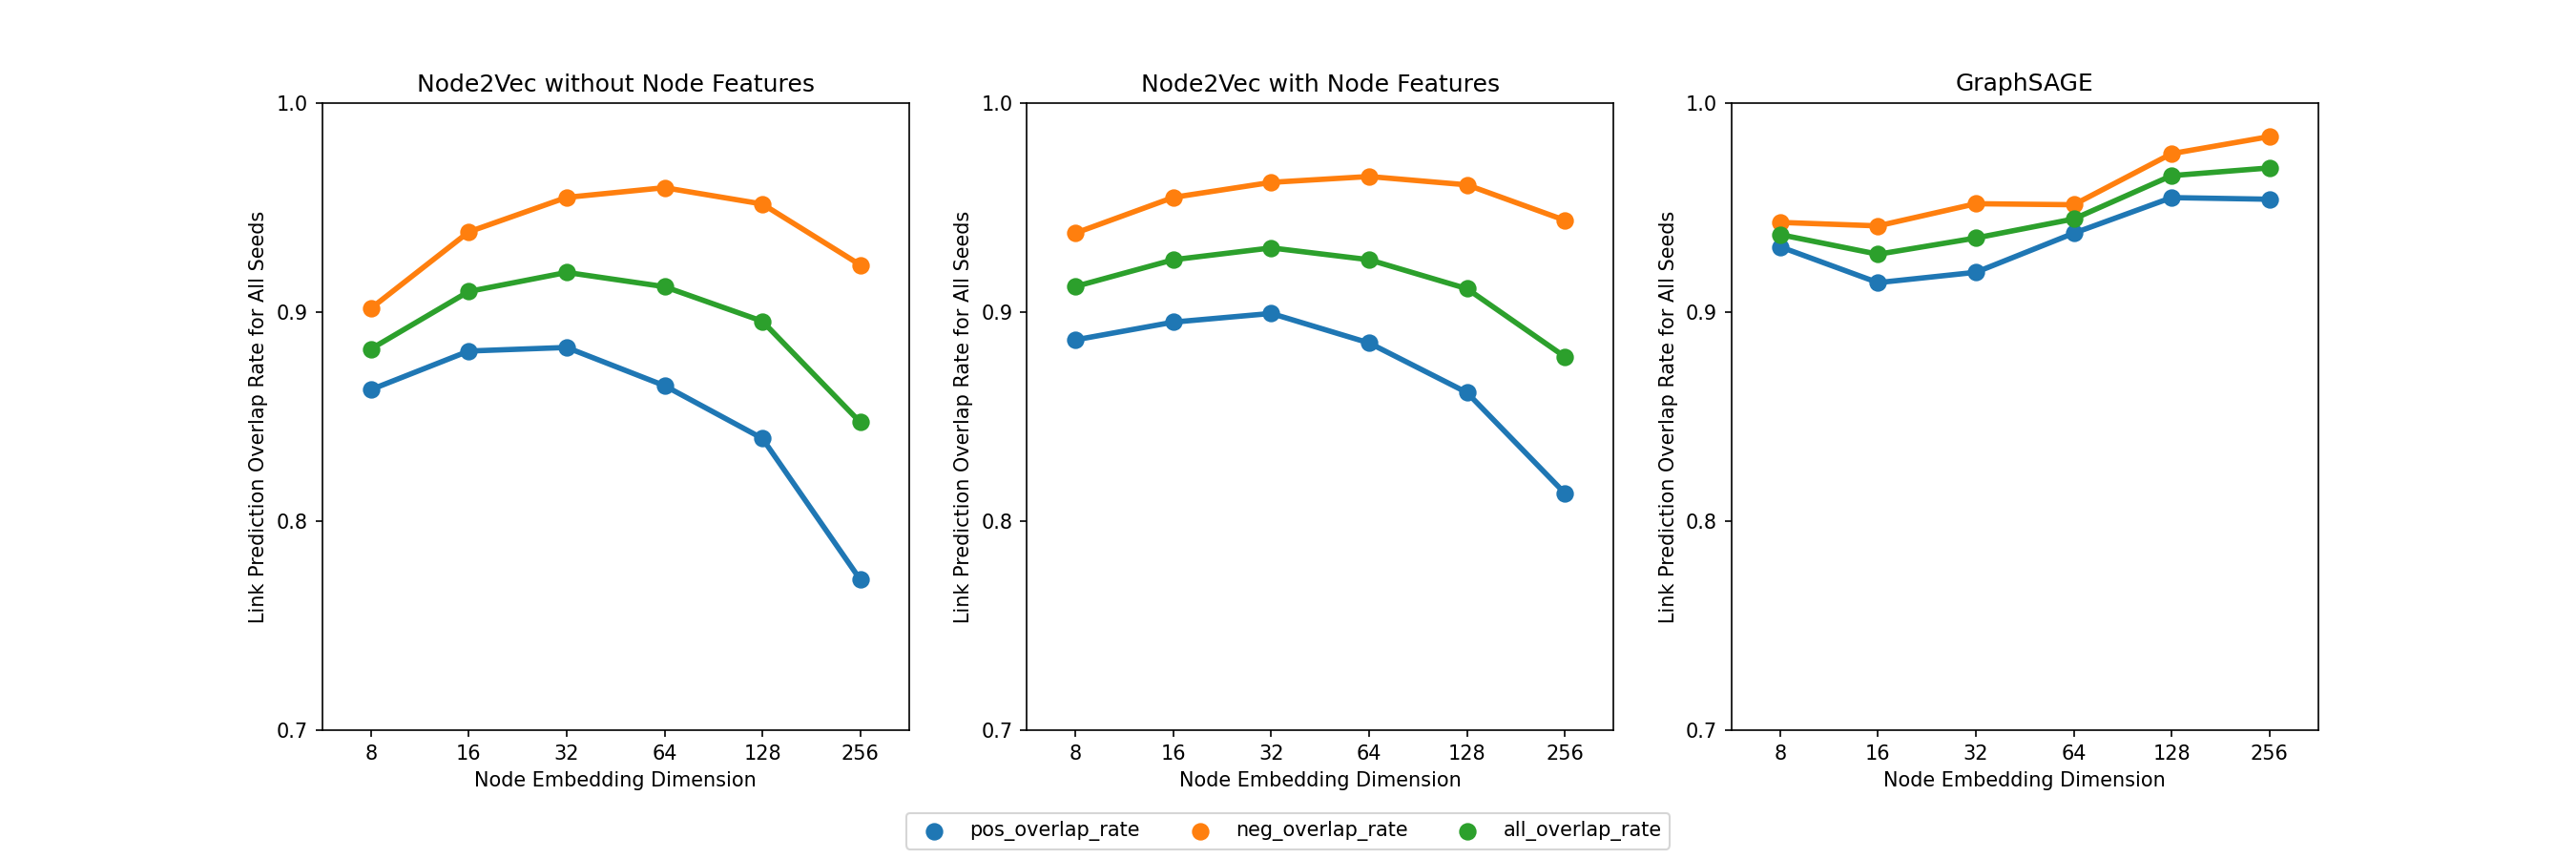 Node2Vec without Node Features
Link Prediction Overlap Rate for All Seeds
1.0
0.9
0.8
0.7
8 16 32 64 128 256
Node Embedding Dimension
Node2Vec with Node Features
Link Prediction Overlap Rate for All Seeds
1.0
0.9
0.8
0.7
8 16 32 64 128 256
Node Embedding Dimension
GraphSAGE
Link Prediction Overlap Rate for All Seeds
1.0
0.9
0.8
0.7
8 16 32 64 128 256
Node Embedding Dimension
pos_overlap_rate neg_overlap_rate all_overlap_rate